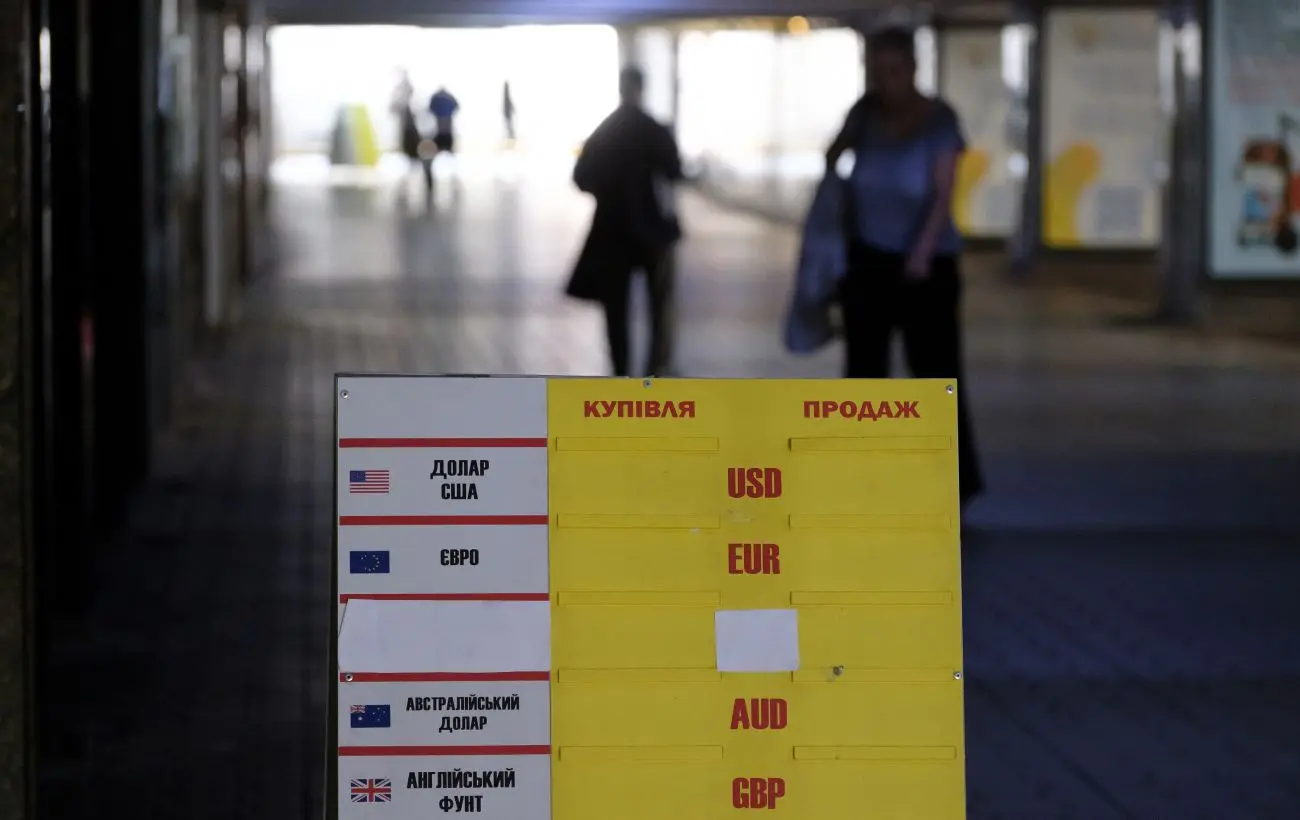 КУПІВЛЯ ПРОДАЖ
ДОЛАР
США
USD
ЄВРО
EUR
АВСТРАЛІЙСЬКИЙ
ДОЛАР
AUD
АНГЛІЙСЬКИЙ
ФУНТ
GBP